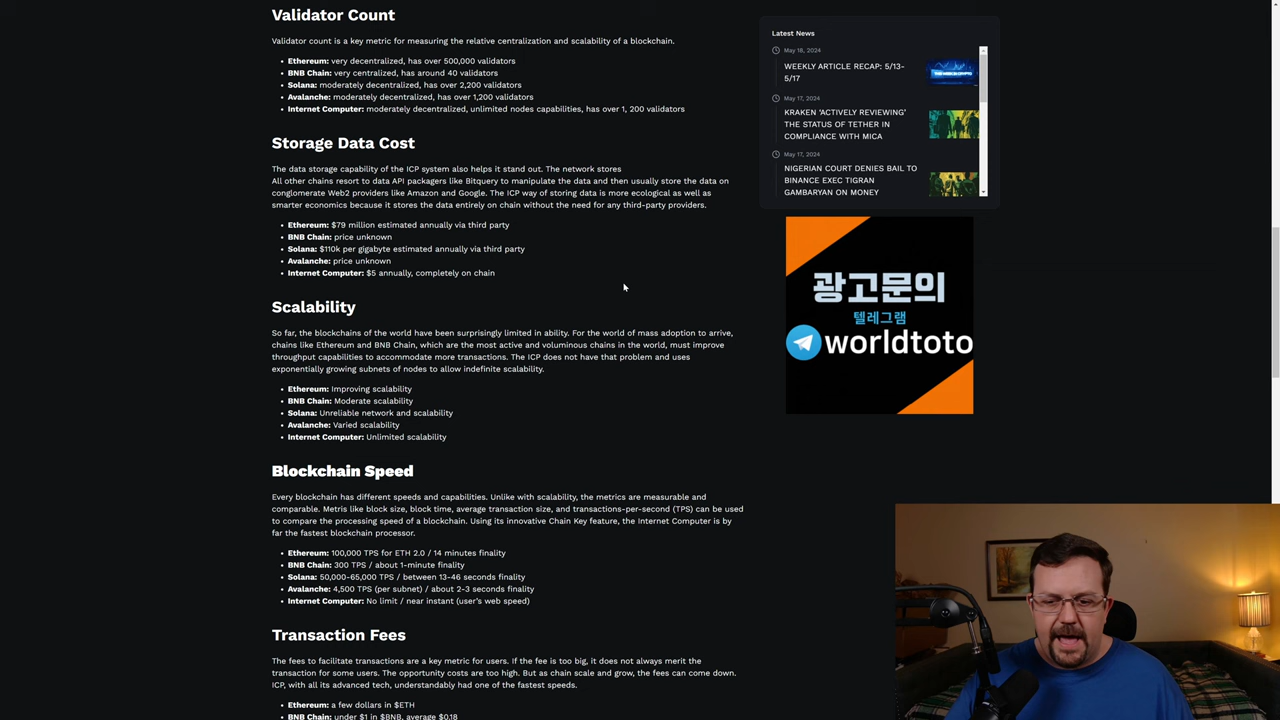 Validator Count
Validator count is a key metric for measuring the relative centralization and scalability of a blockchain.
• Ethereum: very decentralized, has over 500,000 validators
• BNB Chain: very centralized, has around 40 validators
• Solana: moderately decentralized, has over 2,200 validators
• Avalanche: moderately decentralized, has over 1,200 validators
• Internet Computer: moderately decentralized, unlimited nodes capabilities, has over 1, 200 validators
Storage Data Cost
The data storage capability of the ICP system also helps it stand out. The network stores
All other chains resort to data API packagers like Bitquery to manipulate the data and then usually store the data on
conglomerate Web2 providers like Amazon and Google. The ICP way of storing data is more ecological as well as
smarter economics because it stores the data entirely on chain without the need for any third-party providers.
• Ethereum: $79 million estimated annually via third party
• BNB Chain: price unknown
• Solana: $110k per gigabyte estimated annually via third party
• Avalanche: price unknown
• Internet Computer: $5 annually, completely on chain
Scalability
So far, the blockchains of the world have been surprisingly limited in ability. For the world of mass adoption to arrive,
chains like Ethereum and BNB Chain, which are the most active and voluminous chains in the world, must improve
throughput capabilities to accommodate more transactions. The ICP does not have that problem and uses
exponentially growing subnets of nodes to allow indefinite scalability.
• Ethereum: Improving scalability
• BNB Chain: Moderate scalability
• Solana: Unreliable network and scalability
• Avalanche: Varied scalability
• Internet Computer: Unlimited scalability
Blockchain Speed
Every blockchain has different speeds and capabilities. Unlike with scalability, the metrics are measurable and
comparable. Metris like block size, block time, average transaction size, and transactions-per-second (TPS) can be used
to compare the processing speed of a blockchain. Using its innovative Chain Key feature, the Internet Computer is by
far the fastest blockchain processor.
• Ethereum: 100,000 TPS for ETH 2.0 / 14 minutes finality
• BNB Chain: 300 TPS / about 1-minute finality
• Solana: 50,000-65,000 TPS / between 13-46 seconds finality
• Avalanche: 4,500 TPS (per subnet) / about 2-3 seconds finality
• Internet Computer: No limit / near instant (user's web speed)
Transaction Fees
The fees to facilitate transactions are a key metric for users. If the fee is too big, it does not always merit the
transaction for some users. The opportunity costs are too high. But as chain scale and grow, the fees can come down.
ICP, with all its advanced tech, understandably had one of the fastest speeds.
• Ethereum: a few dollars in $ETH
• BNB Chain: under $1 in $BNB, average $0.18
Latest News
May 18, 2024
WEEKLY ARTICLE RECAP: 5/13-
5/17
May 17, 2024
KRAKEN 'ACTIVELY REVIEWING'
THE STATUS OF TETHER IN
COMPLIANCE WITH MICA
May 17, 2024
NIGERIAN COURT DENIES BAIL TO
BINANCE EXEC TIGRAN
GAMBARYAN ON MONEY
광고문의
텔레그램
worldtoto